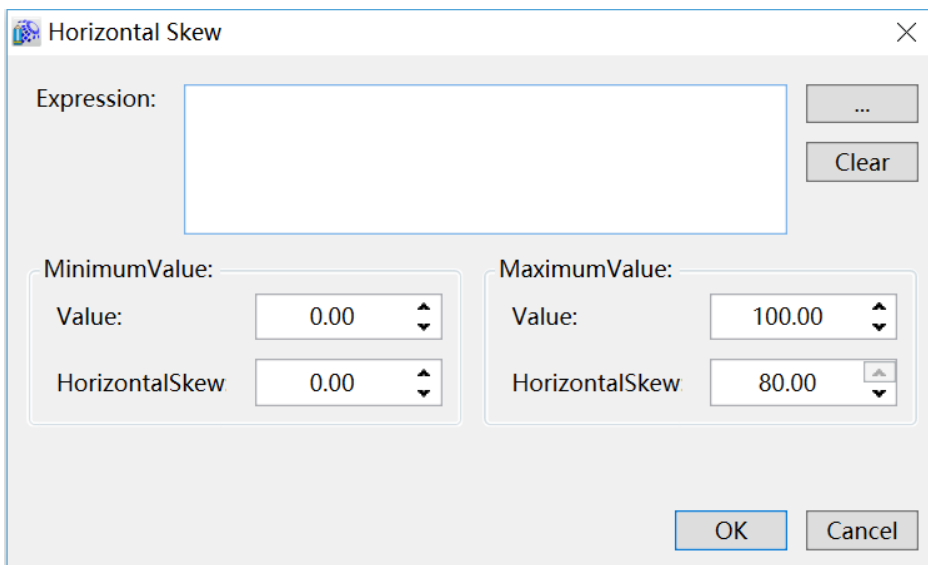 Horizontal Skew
Expression:
...
Clear
MinimumValue:
MaximumValue:
Value: 0.00
Value: 100.00
HorizontalSkew: 0.00
HorizontalSkew: 80.00
OK
Cancel